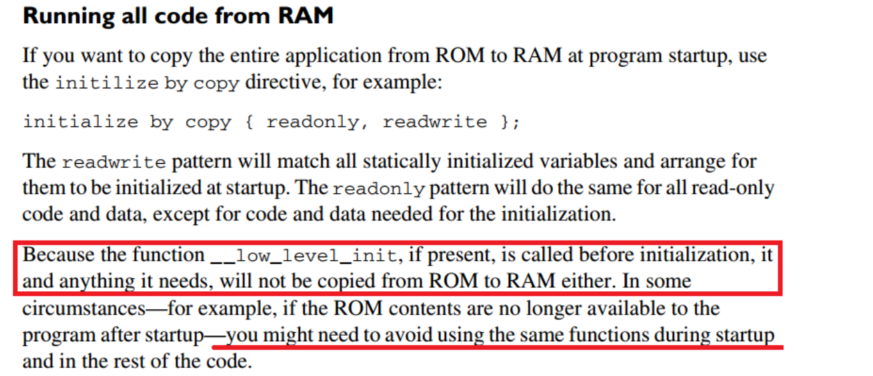 Running all code from RAM
If you want to copy the entire application from ROM to RAM at program startup, use
the initilize by copy directive, for example:
initialize by copy { readonly, readwrite };
The readwrite pattern will match all statically initialized variables and arrange for
them to be initialized at startup. The readonly pattern will do the same for all read-only
code and data, except for code and data needed for the initialization.
Because the function __low_level_init, if present, is called before initialization, it
and anything it needs, will not be copied from ROM to RAM either. In some
circumstances—for example, if the ROM contents are no longer available to the
program after startup—you might need to avoid using the same functions during startup
and in the rest of the code.